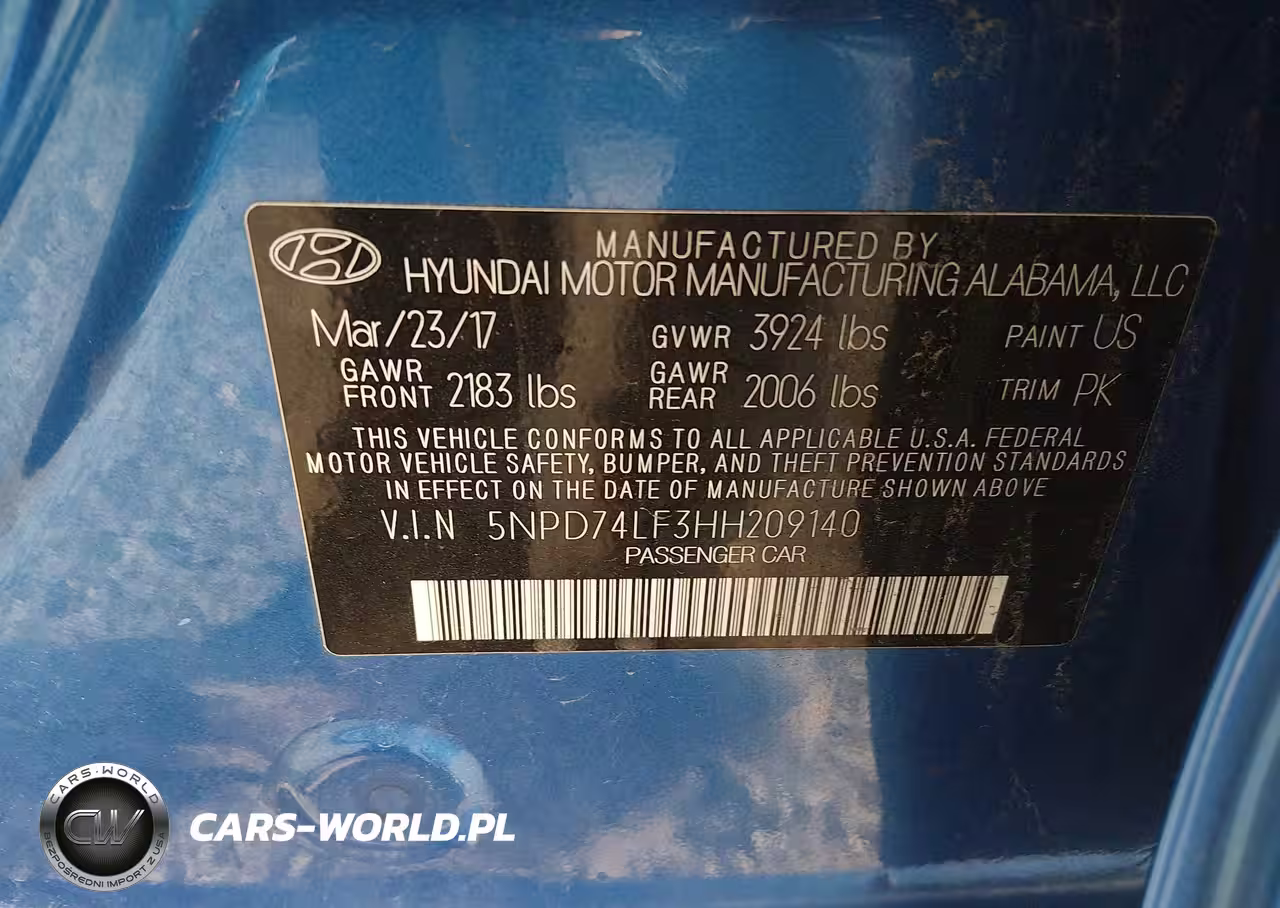 MANUFACTURED BY
HYUNDAI MOTOR MANUFACTURING ALABAMA, LLC
Mar/23/17 GVWR 3924 lbs PAINT US
GAWR FRONT 2183 lbs GAWR REAR 2006 lbs TRIM PK
THIS VEHICLE CONFORMS TO ALL APPLICABLE U.S.A. FEDERAL
MOTOR VEHICLE SAFETY, BUMPER, AND THEFT PREVENTION STANDARDS
IN EFFECT ON THE DATE OF MANUFACTURE SHOWN ABOVE
V.I.N 5NPD74LF3HH209140
PASSENGER CAR
CARS-WORLD
CW
BEZPOŚREDNI IMPORT Z USA
CARS-WORLD.PL